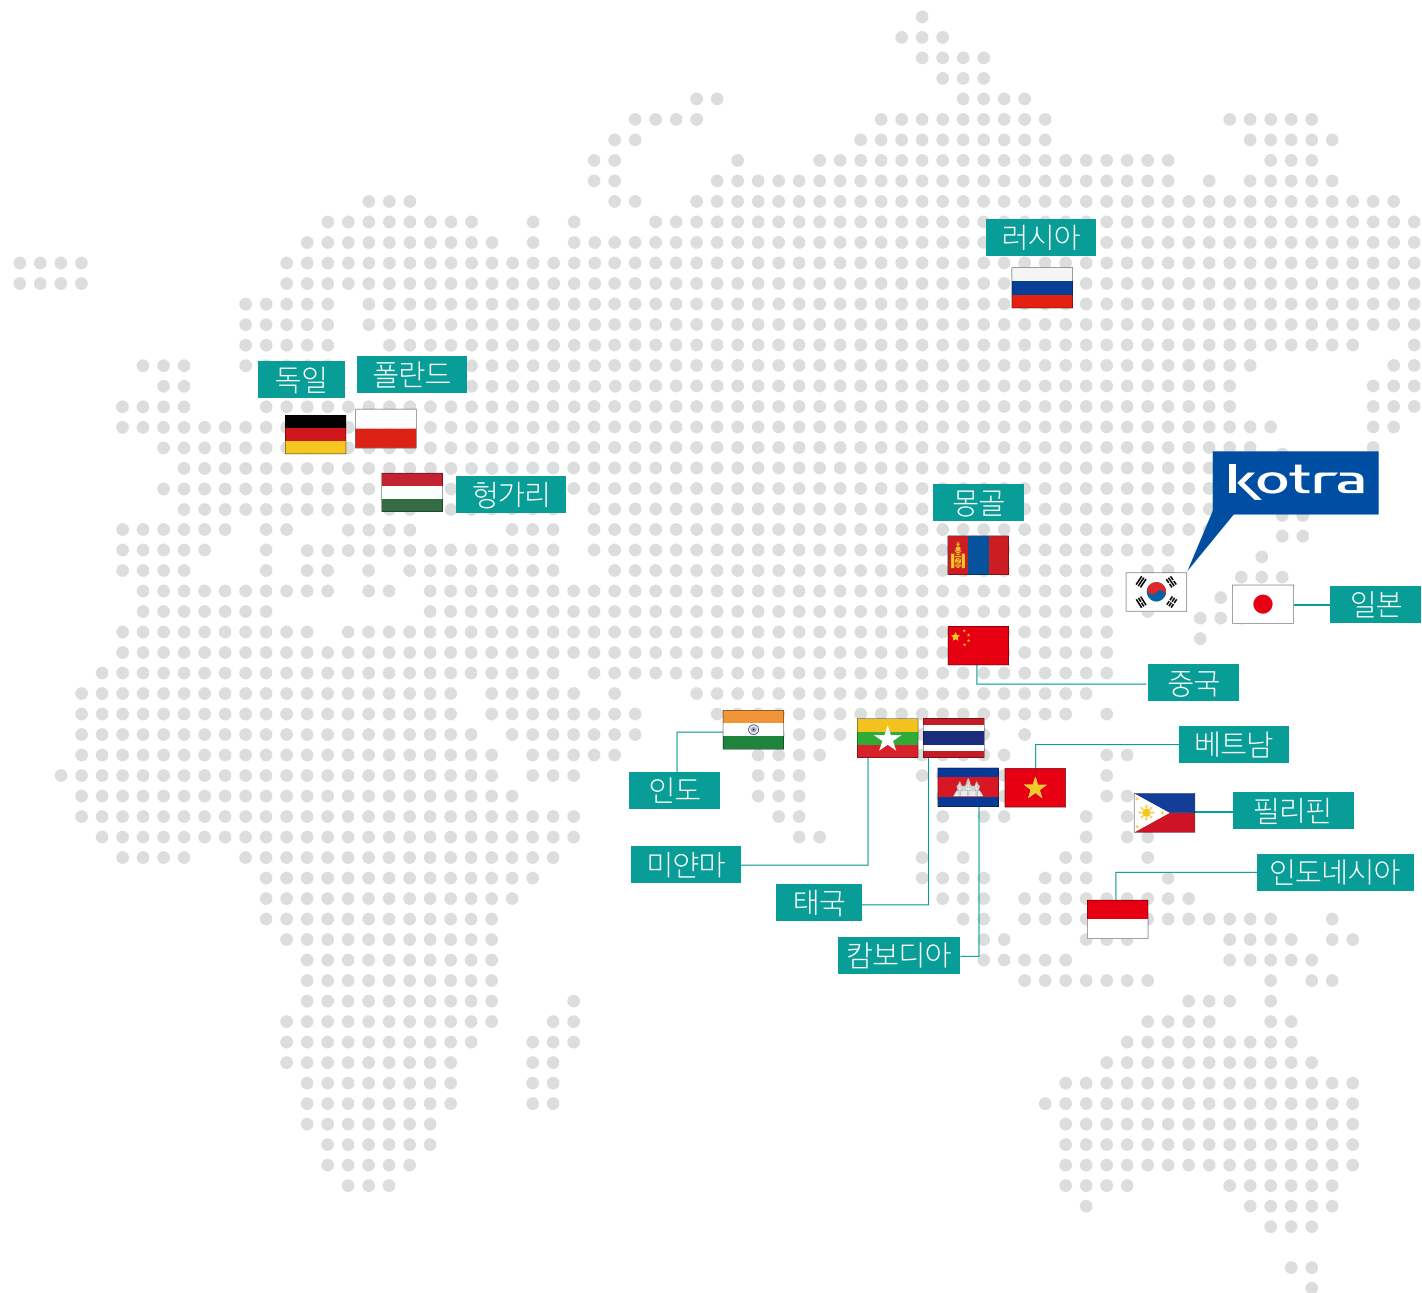 러시아
독일
폴란드
헝가리
몽골
kotra
일본
중국
베트남
인도
필리핀
미얀마
인도네시아
태국
캄보디아